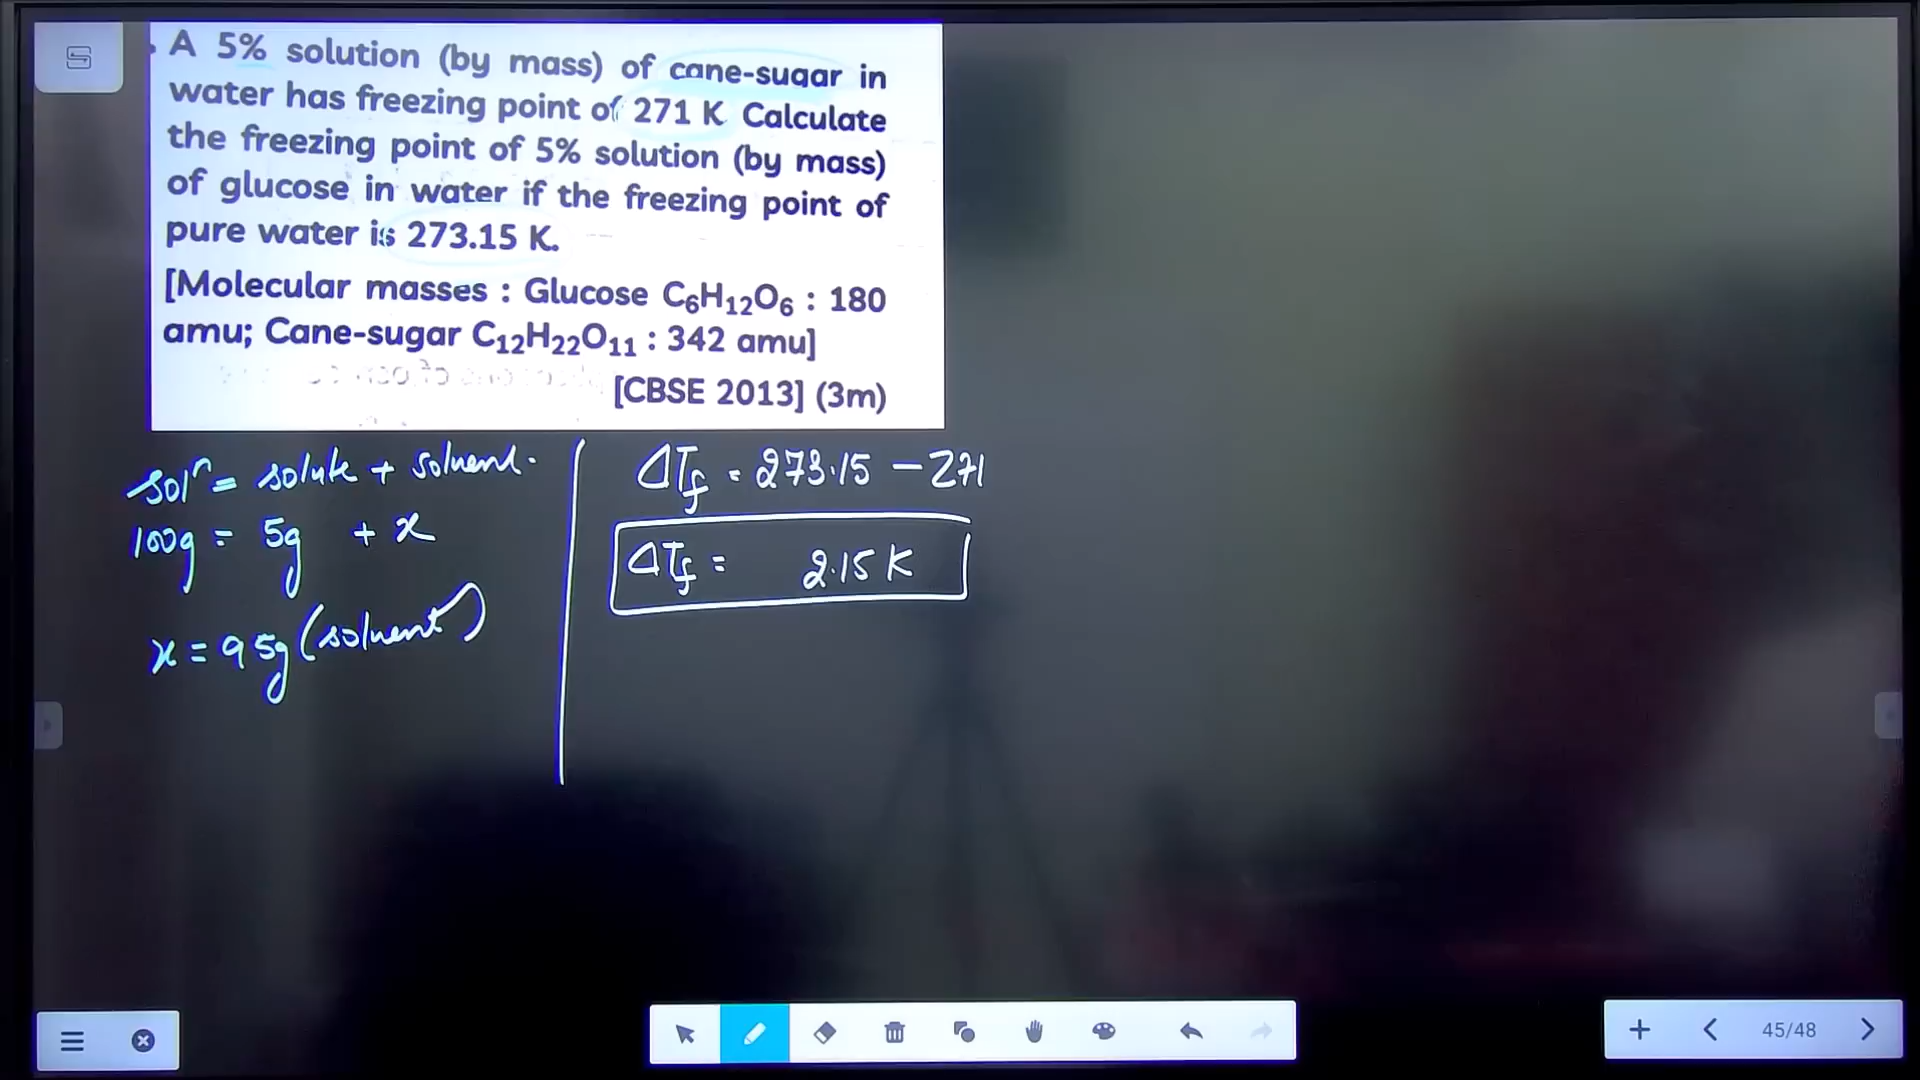 A 5% solution (by mass) of cane-sugar in
water has freezing point of 271 K Calculate
the freezing point of 5% solution (by mass)
of glucose in water if the freezing point of
pure water is 273.15 K.
[Molecular masses : Glucose C₆H₁₂O₆ : 180
amu; Cane-sugar C₁₂H₂₂O₁₁ : 342 amu]
[CBSE 2013] (3m)
solⁿ = solute + solvent.
100g = 5g + x
x = 95g (solvent)
ΔTf = 273.15 - 271
ΔTf = 2.15 K
45/48